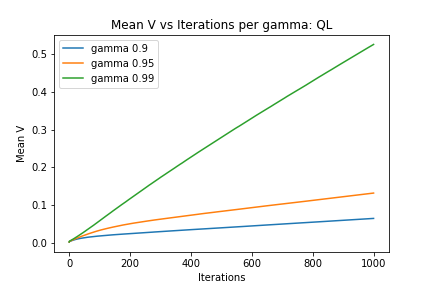 Mean V vs Iterations per gamma: QL
gamma 0.9
gamma 0.95
gamma 0.99
Mean V
0.5
0.4
0.3
0.2
0.1
0.0
0 200 400 600 800 1000
Iterations